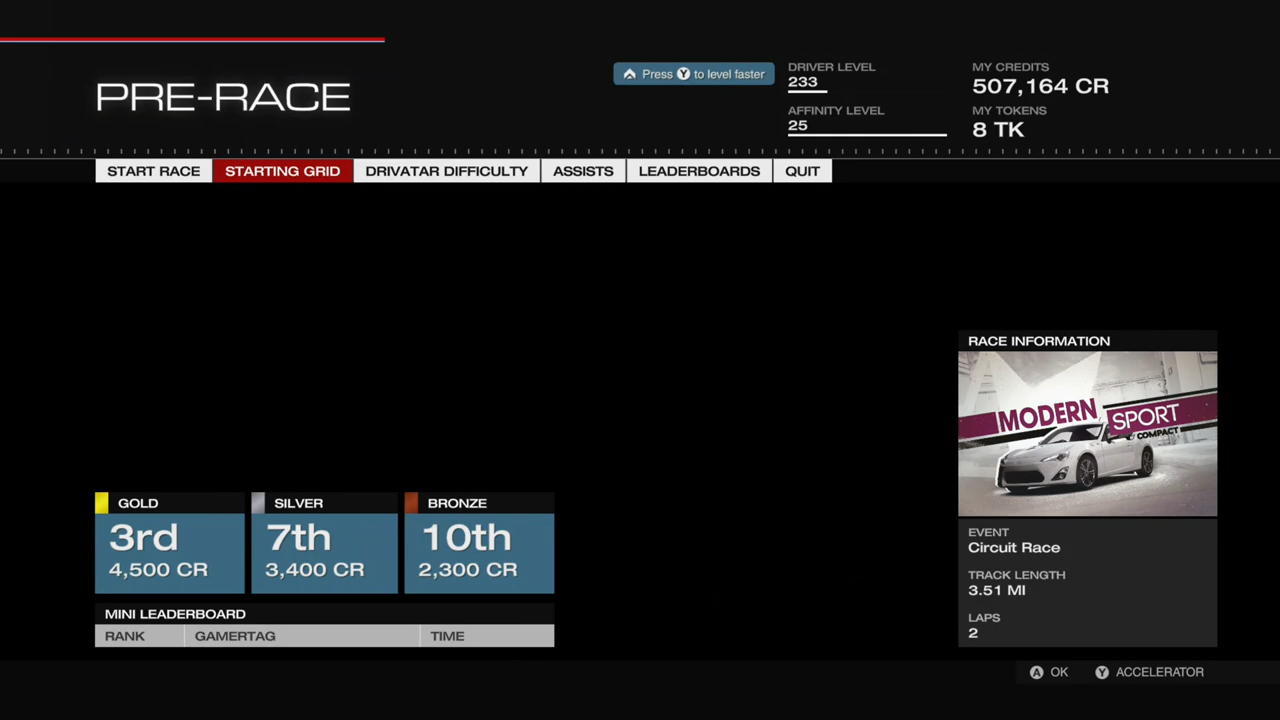 PRE-RACE
Press Y to level faster
DRIVER LEVEL
233
AFFINITY LEVEL
25
MY CREDITS
507,164 CR
MY TOKENS
8 TK
START RACE
STARTING GRID
DRIVATAR DIFFICULTY
ASSISTS
LEADERBOARDS
QUIT
RACE INFORMATION
MODERN SPORT
COMPACT
EVENT
Circuit Race
TRACK LENGTH
3.51 MI
LAPS
2
GOLD
3rd
4,500 CR
SILVER
7th
3,400 CR
BRONZE
10th
2,300 CR
MINI LEADERBOARD
RANK GAMERTAG TIME
A OK Y ACCELERATOR